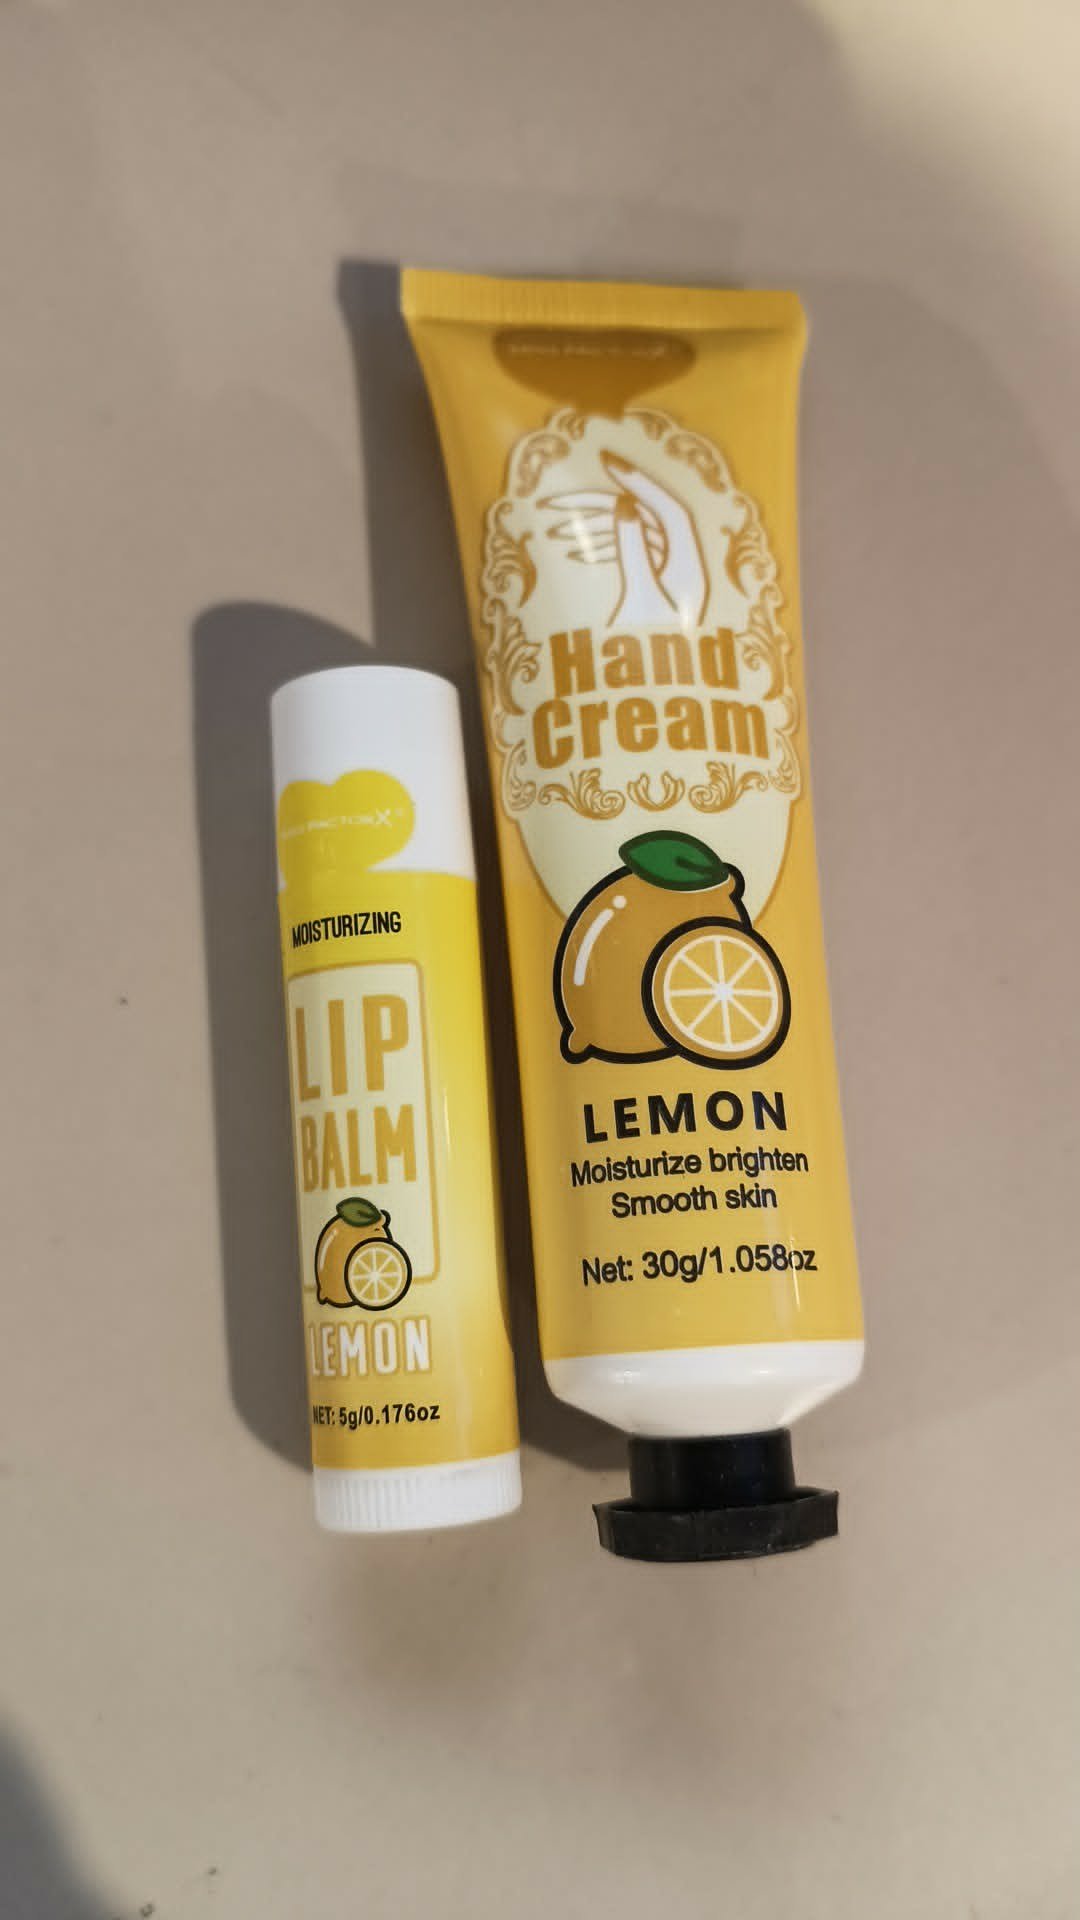 MOISTURIZING
LIP
BALM
LEMON
NET: 5g/0.176oz
Hand
Cream
LEMON
Moisturize brighten
Smooth skin
Net: 30g/1.058oz